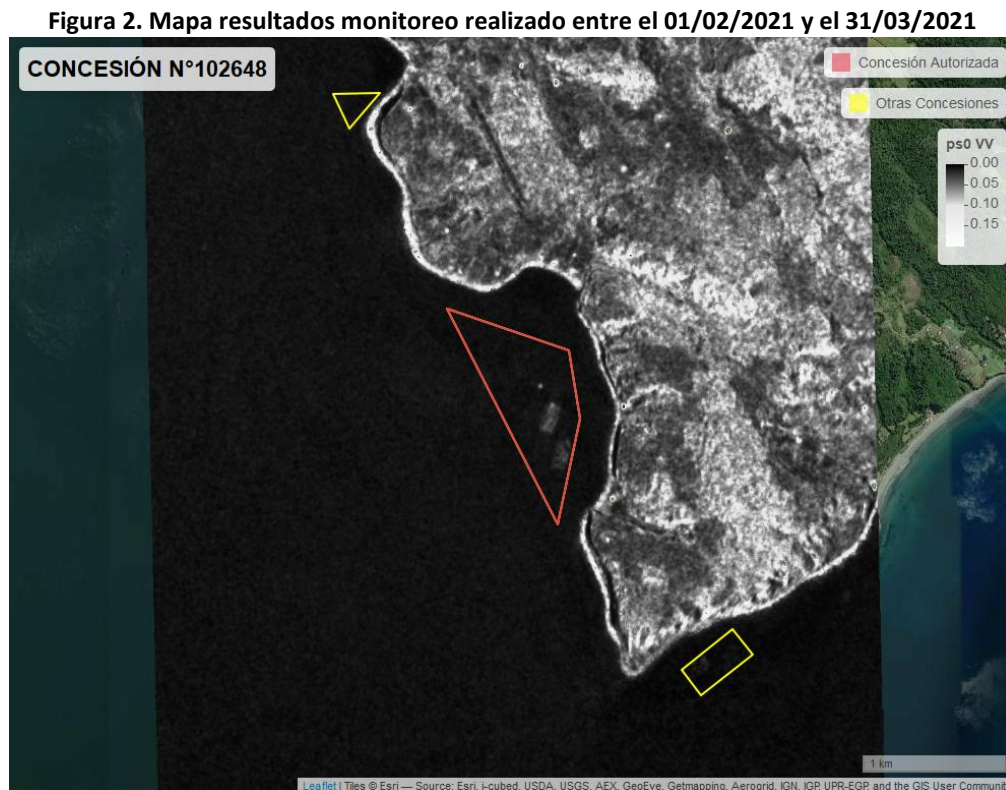 Figura 2. Mapa resultados monitoreo realizado entre el 01/02/2021 y el 31/03/2021
CONCESIÓN N°102648
Concesión Autorizada
Otras Concesiones
ps0 VV
0.00
0.05
0.10
0.15
1 km
Leaflet | Tiles © Esri — Source: Esri, i-cubed, USDA, USGS, AEX, GeoEye, Getmapping, Aerogrid, IGN, IGP, UPR-EGP, and the GIS User Communi